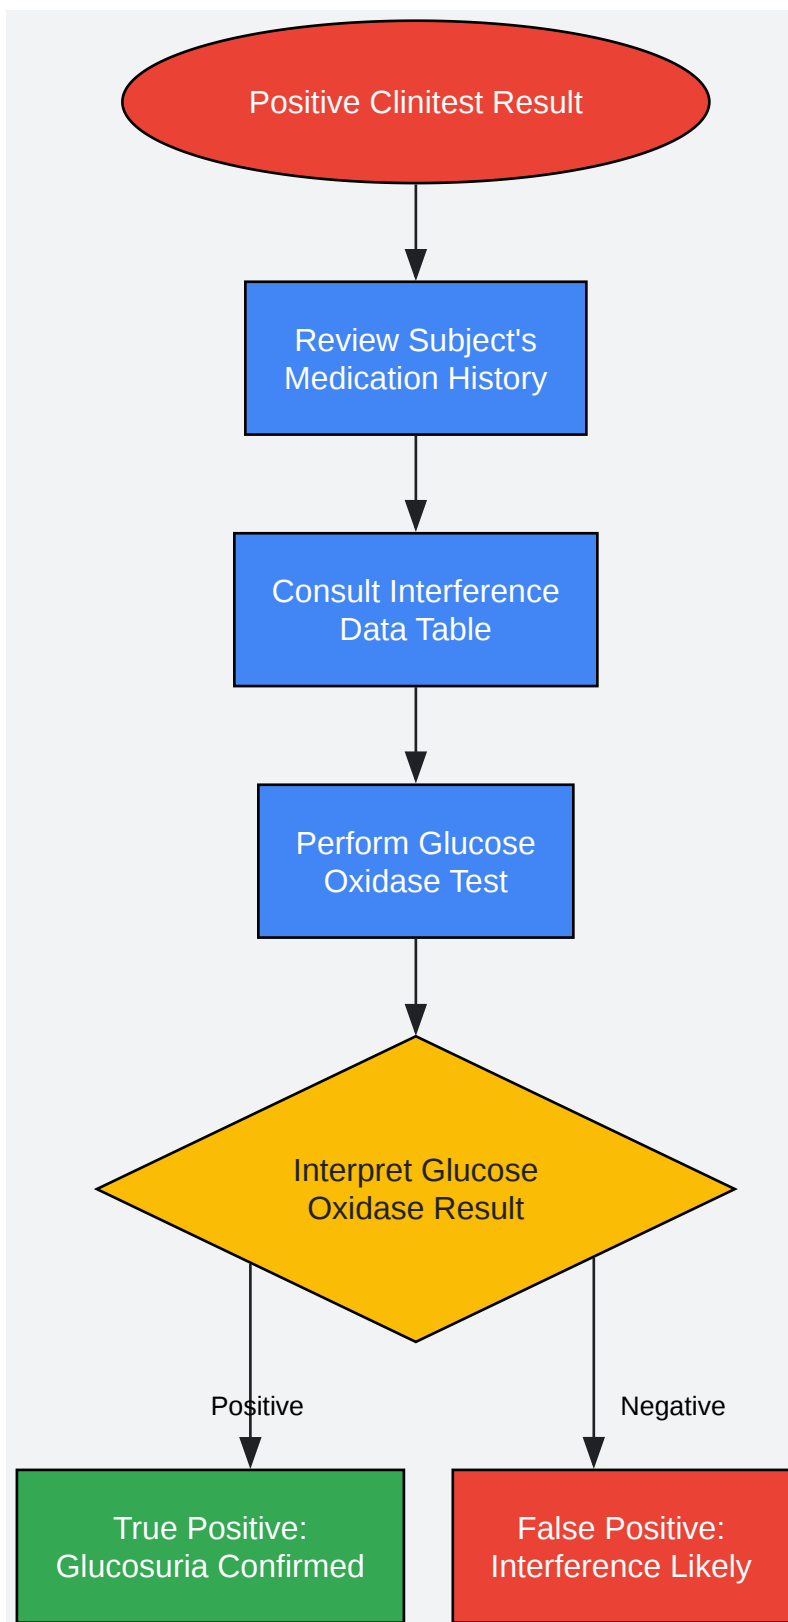 Positive Clinitest Result
Review Subject's
Medication History
Consult Interference
Data Table
Perform Glucose
Oxidase Test
Interpret Glucose
Oxidase Result
Positive
Negative
True Positive:
Glucosuria Confirmed
False Positive:
Interference Likely